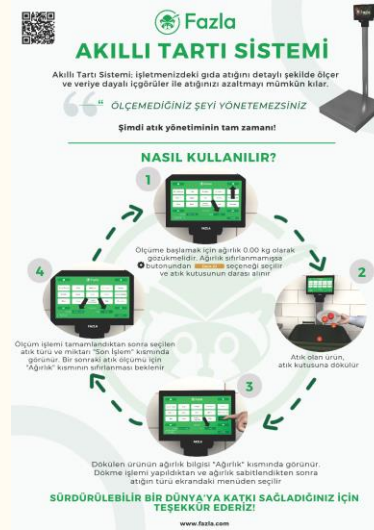 Fazla
AKILLI TARTI SİSTEMİ
Akıllı Tartı Sistemi; işletmenizdeki gıda atığını detaylı şekilde ölçer
ve veriye dayalı içgörüler ile atığınızı azaltmayı mümkün kılar.
“ ÖLÇEMEDİĞİNİZ ŞEYİ YÖNETEMEZSİNİZ
Şimdi atık yönetiminin tam zamanı!
NASIL KULLANILIR?
1
Ölçüme başlamak için ağırlık 0.00 kg olarak
gözükmelidir. Ağırlık sıfırlanmamışsa
butonundan seçeneği seçilir
ve atık kutusunun darası alınır
2
Atık olan ürün,
atık kutusuna dökülür
3
Dökülen ürünün ağırlık bilgisi "Ağırlık" kısmında görünür.
Dökme işlemi yapıldıktan ve ağırlık sabitlendikten sonra
atığın türü ekrandaki menüden seçilir
4
Ölçüm işlemi tamamlandıktan sonra seçilen
atık türü ve miktarı "Son İşlem" kısmında
görünür. Bir sonraki atık ölçümü için
"Ağırlık" kısmının sıfırlanması beklenir
SÜRDÜRÜLEBİLİR BİR DÜNYA'YA KATKI SAĞLADIĞINIZ İÇİN
TEŞEKKÜR EDERİZ!
www.fazla.com